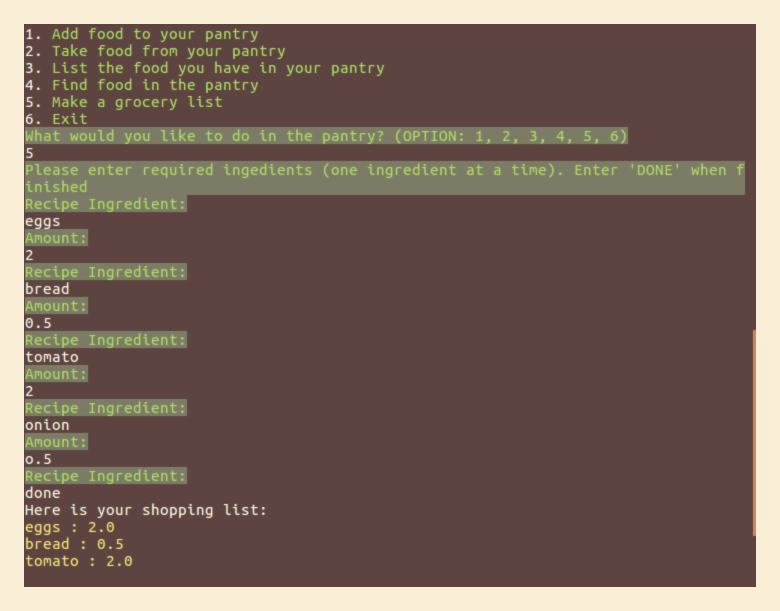 1. Add food to your pantry
2. Take food from your pantry
3. List the food you have in your pantry
4. Find food in the pantry
5. Make a grocery list
6. Exit
What would you like to do in the pantry? (OPTION: 1, 2, 3, 4, 5, 6)
5
Please enter required ingedients (one ingredient at a time). Enter 'DONE' when f
inished
Recipe Ingredient:
eggs
Amount:
2
Recipe Ingredient:
bread
Amount:
0.5
Recipe Ingredient:
tomato
Amount:
2
Recipe Ingredient:
onion
Amount:
o.5
Recipe Ingredient:
done
Here is your shopping list:
eggs : 2.0
bread : 0.5
tomato : 2.0